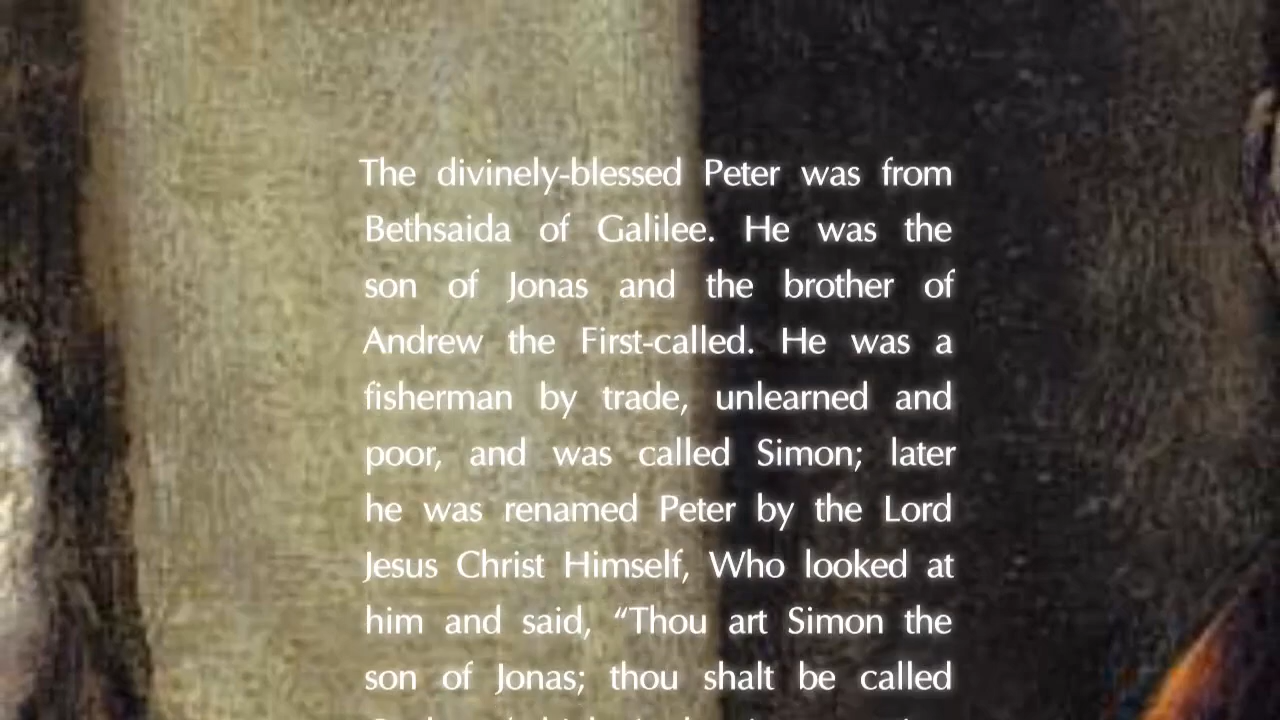 The divinely-blessed Peter was from
Bethsaida of Galilee. He was the
son of Jonas and the brother of
Andrew the First-called. He was a
fisherman by trade, unlearned and
poor, and was called Simon; later
he was renamed Peter by the Lord
Jesus Christ Himself, Who looked at
him and said, “Thou art Simon the
son of Jonas; thou shalt be called